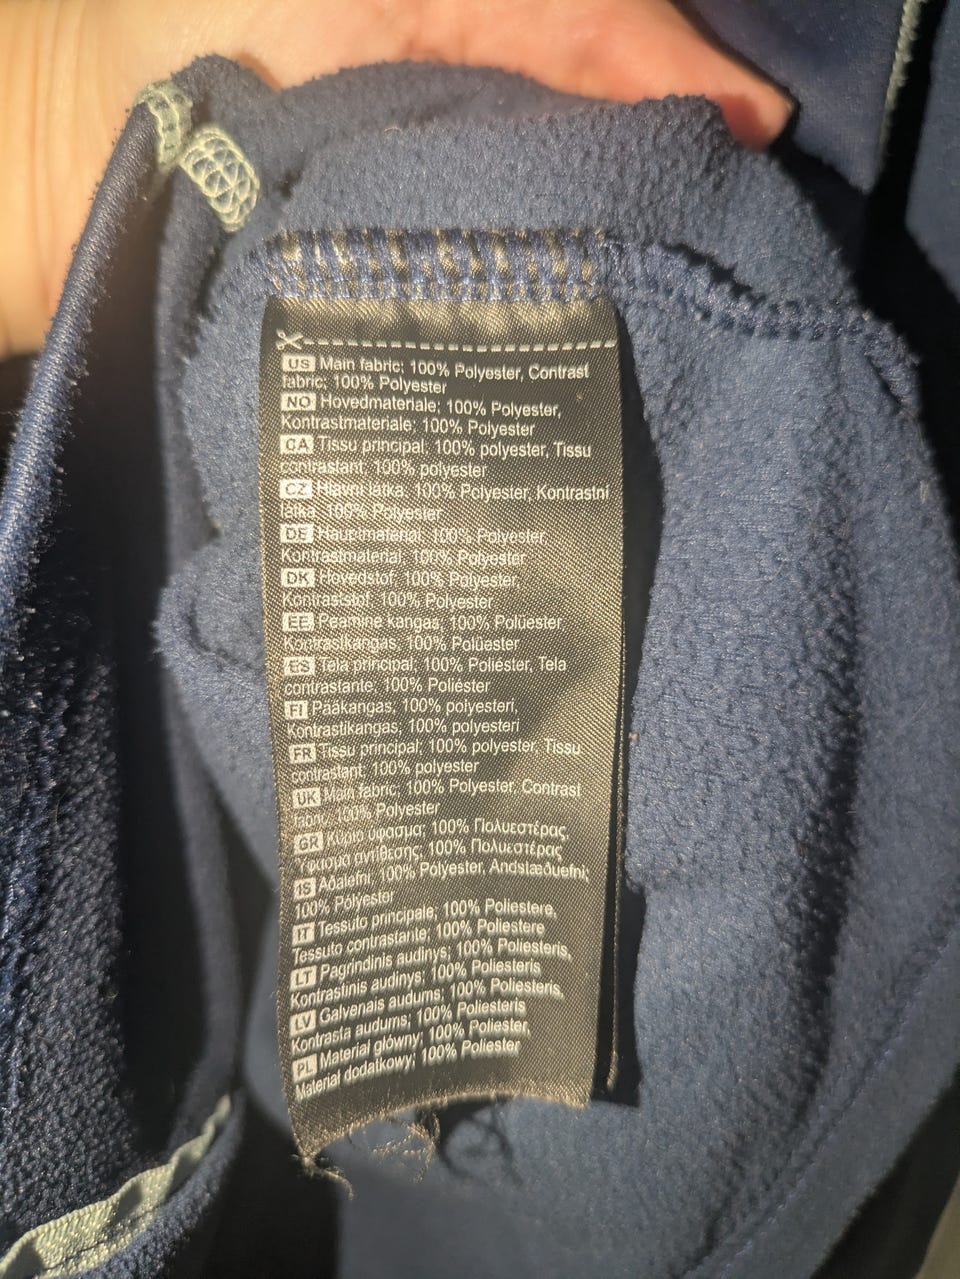 US Main fabric; 100% Polyester, Contrast
fabric; 100% Polyester
NO Hovedmateriale; 100% Polyester,
Kontrastmateriale; 100% Polyester
CA Tissu principal; 100% polyester, Tissu
contrastant; 100% polyester
CZ Hlavní látka; 100% Polyester, Kontrastní
látka; 100% Polyester
DE Hauptmaterial; 100% Polyester,
Kontrastmaterial; 100% Polyester
DK Hovedstof; 100% Polyester,
Kontraststof; 100% Polyester
EE Peamine kangas; 100% Polüester
Kontrastkangas; 100% Polüester
ES Tela principal; 100% Poliéster, Tela
contrastante; 100% Poliéster
FI Pääkangas; 100% polyesteri,
Kontrastikangas; 100% polyesteri
FR Tissu principal; 100% polyester, Tissu
contrastant; 100% polyester
UK Main fabric; 100% Polyester, Contrast
fabric; 100% Polyester
GR Κύριο ύφασμα; 100% Πολυεστέρας,
Ύφασμα αντίθεσης; 100% Πολυεστέρας
IS Aðalefni; 100% Polyester, Andstæðuefni;
100% Polyester
IT Tessuto principale; 100% Poliestere,
Tessuto contrastante; 100% Poliestere
LT Pagrindinis audinys; 100% Poliesteris,
Kontrastinis audinys; 100% Poliesteris
LV Galvenais audums; 100% Poliesteris,
Kontrasta audums; 100% Poliesteris
PL Materiał główny; 100% Poliester,
Materiał dodatkowy; 100% Poliester